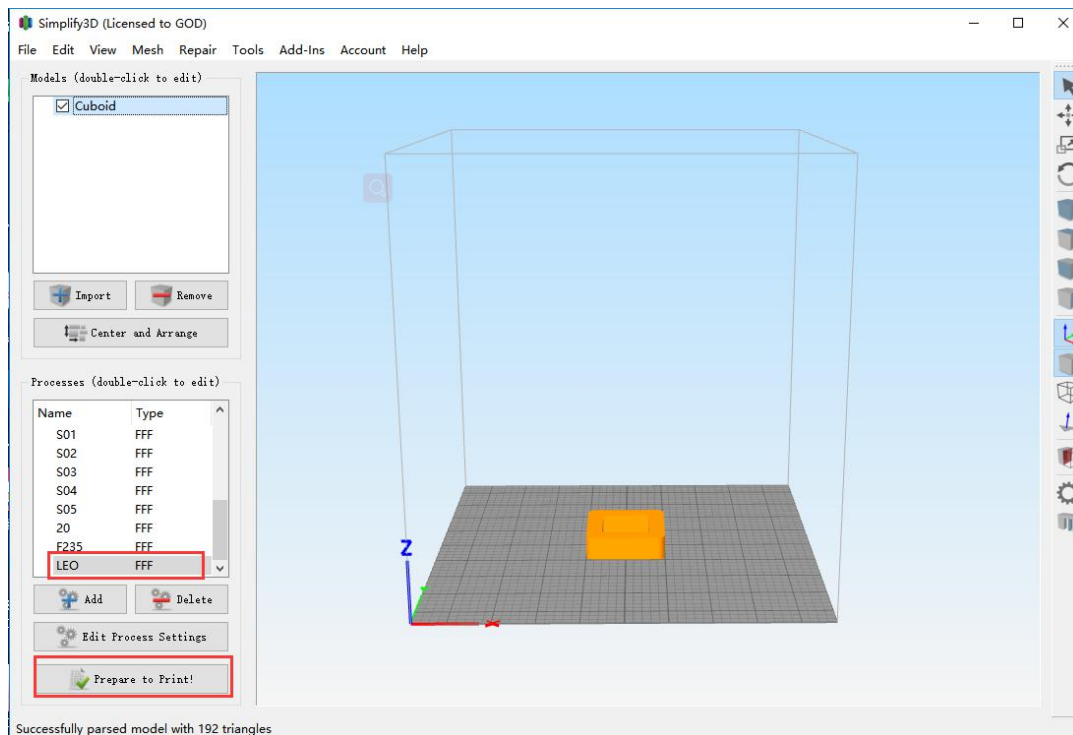 Simplify3D (Licensed to GOD)
File Edit View Mesh Repair Tools Add-Ins Account Help
Models (double-click to edit)
Cuboid
Import Remove
Center and Arrange
Processes (double-click to edit)
Name Type
S01 FFF
S02 FFF
S03 FFF
S04 FFF
S05 FFF
20 FFF
F235 FFF
LEO FFF
Add Delete
Edit Process Settings
Prepare to Print!
Z
Successfully parsed model with 192 triangles